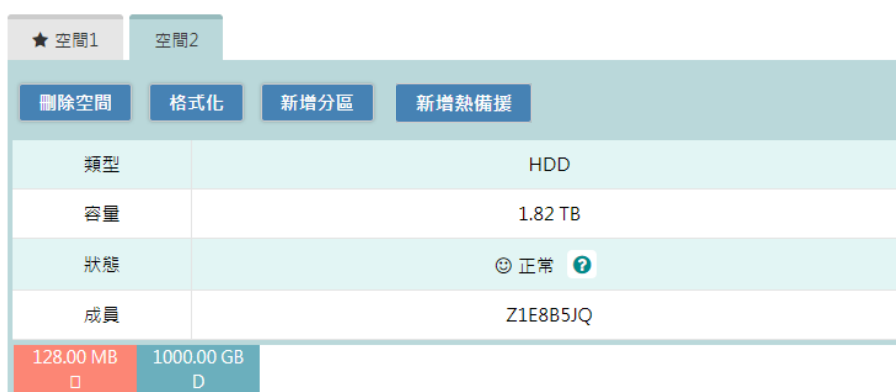 ★ 空間1 空間2
刪除空間 格式化 新增分區 新增熱備援
類型 HDD
容量 1.82 TB
狀態 ☺ 正常 ?
成員 Z1E8B5JQ
128.00 MB 1000.00 GB
□ D